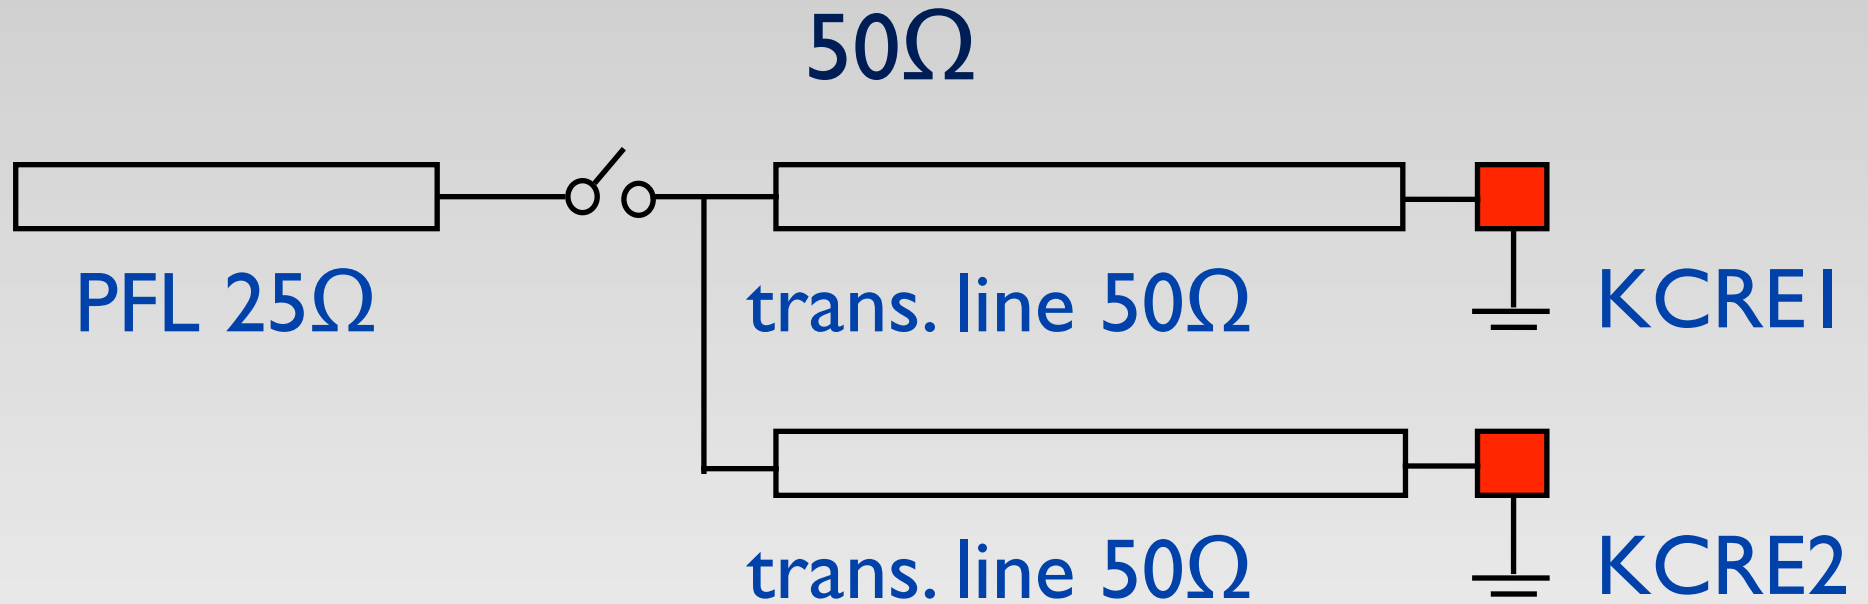 50Ω
PFL 25Ω
trans. line 50Ω
KCRE1
trans. line 50Ω
KCRE2